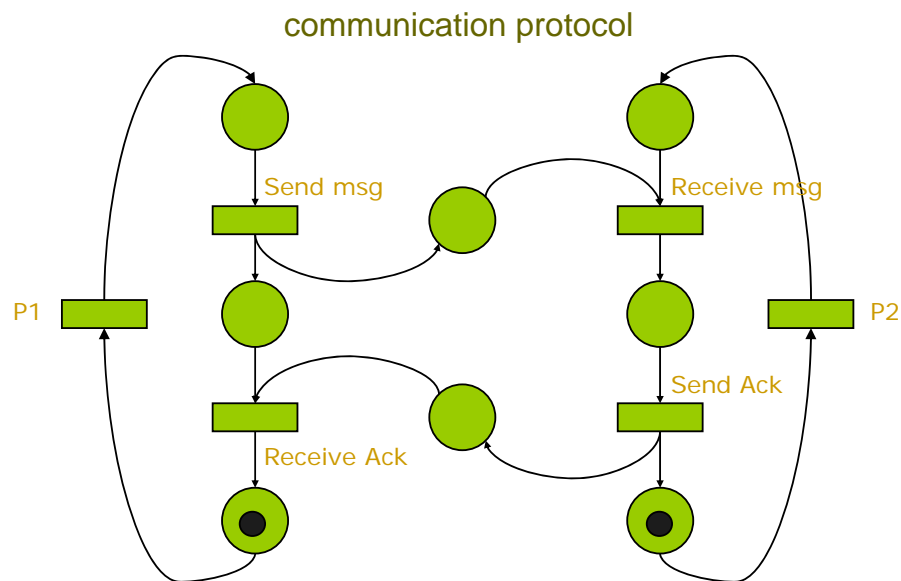 communication protocol
Send msg
Receive msg
P1
P2
Send Ack
Receive Ack